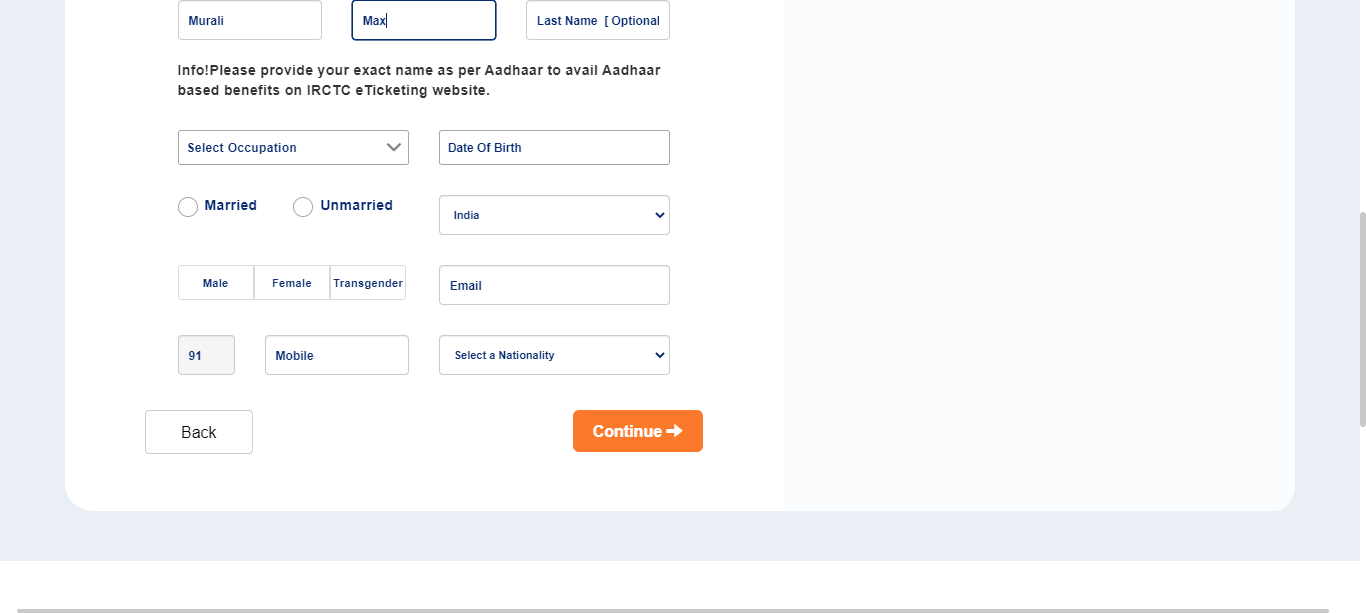 Murali Max Last Name [ Optional
Info!Please provide your exact name as per Aadhaar to avail Aadhaar
based benefits on IRCTC eTicketing website.
Select Occupation Date Of Birth
Married Unmarried India
Male Female Transgender Email
91 Mobile Select a Nationality
Back Continue